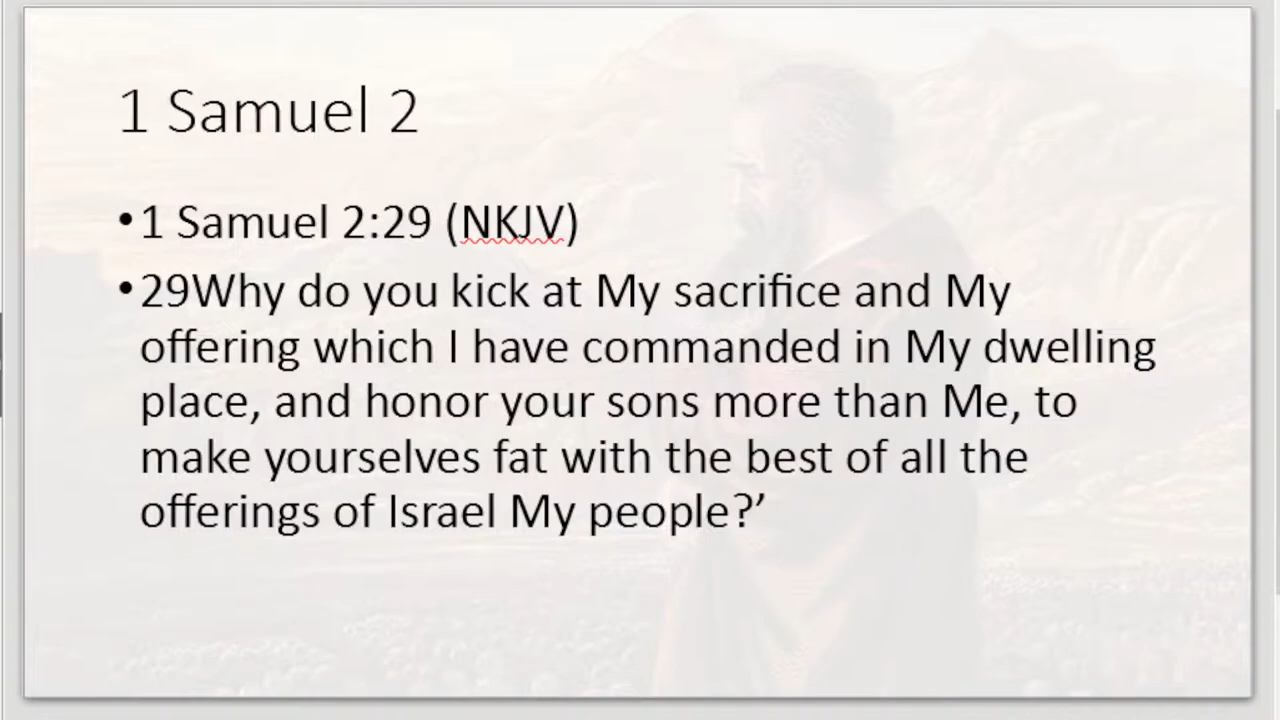 1 Samuel 2
•1 Samuel 2:29 (NKJV)
•29Why do you kick at My sacrifice and My
offering which I have commanded in My dwelling
place, and honor your sons more than Me, to
make yourselves fat with the best of all the
offerings of Israel My people?’